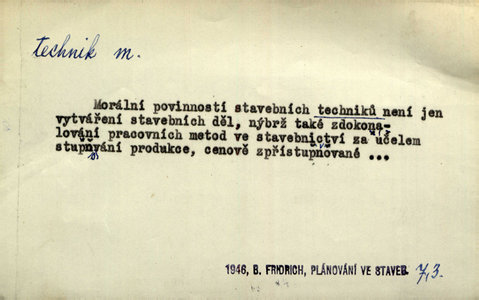 technik m.
Morální povinností stavebních techniků není jen
vytváření stavebních děl, nýbrž také zdokona-
lování pracovních metod ve stavebnictví za účelem
stupňování produkce, cenově zpřístupňované ...
1946, B. FRIDRICH, PLÁNOVÁNÍ VE STAVEB. 7,3.